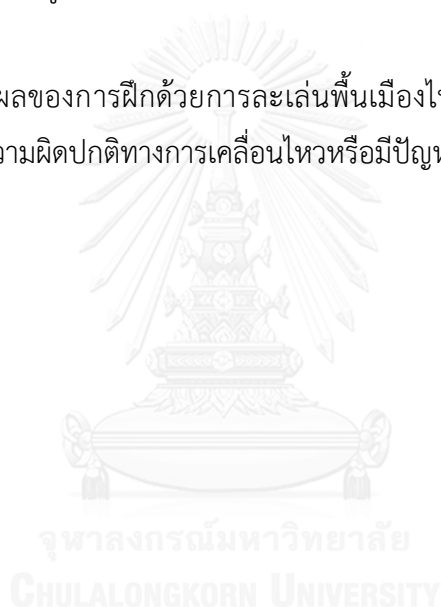 ผลของการฝึกด้วยการละเล่นพื้นเมืองไ
ความผิดปกติทางการเคลื่อนไหวหรือมีปัญ
จุฬาลงกรณ์มหาวิทยาลัย
CHULALONGKORN UNIVERSITY